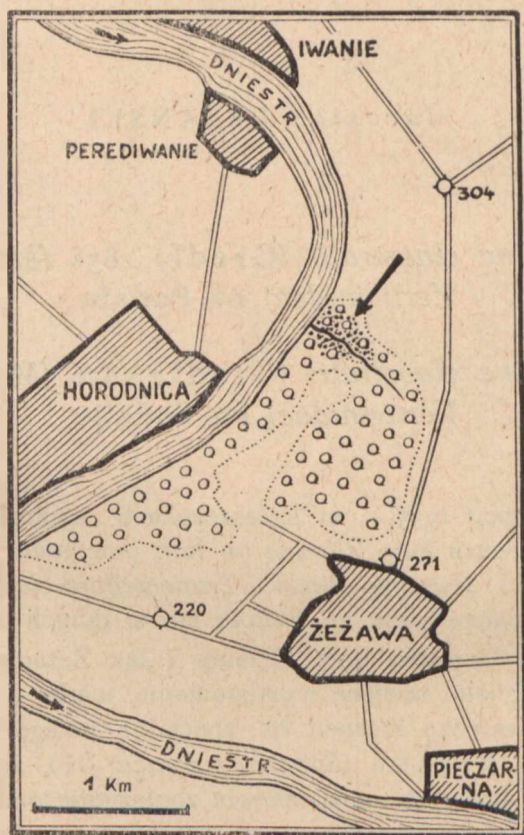 IWANIE
DNIESTR
PEREDIWANIE
304
HORODNICA
271
220
ŻEŻAWA
DNIESTR
PIECZAR-
NA
1 Km